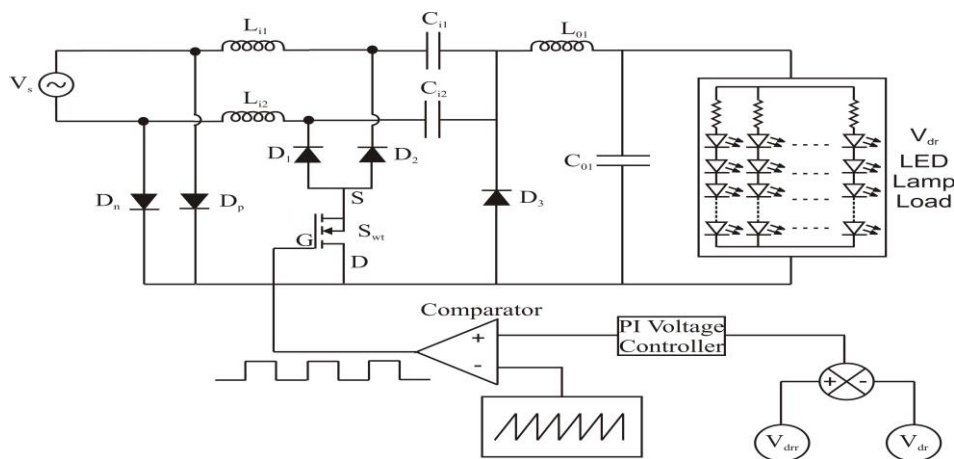 L_i1
C_i1
L_01
V_s
L_i2
C_i2
D_1
D_2
C_01
V_dr
LED
Lamp
Load
D_n
D_p
S
D_3
G
S_wt
D
Comparator
+
-
PI Voltage
Controller
+
-
V_drr
V_dr